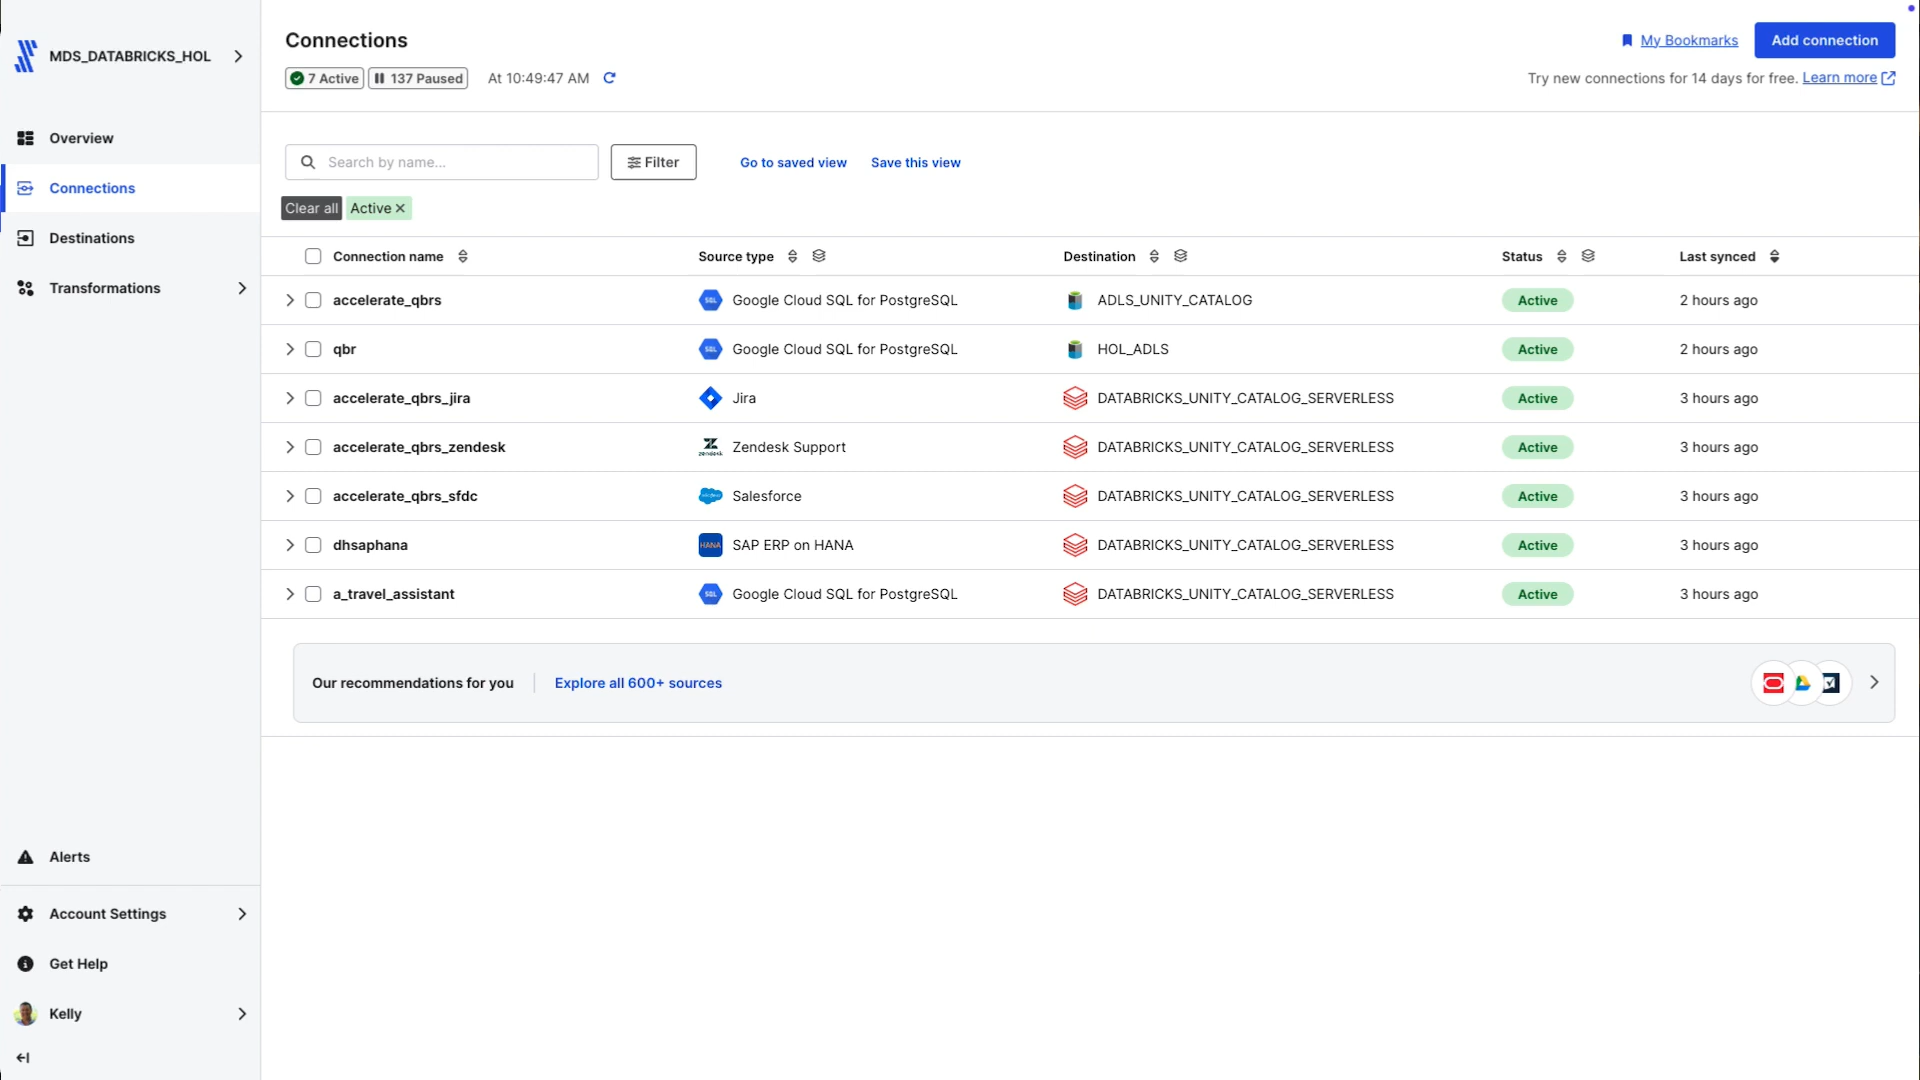 MDS_DATABRICKS_HOL
Overview
Connections
Destinations
Transformations
Alerts
Account Settings
Get Help
Kelly
Connections
My Bookmarks
Add connection
7 Active
137 Paused
At 10:49:47 AM
Try new connections for 14 days for free. Learn more
Search by name...
Filter
Go to saved view
Save this view
Clear all
Active
Connection name Source type Destination Status Last synced
accelerate_qbrs SQL Google Cloud SQL for PostgreSQL ADLS_UNITY_CATALOG Active 2 hours ago
qbr SQL Google Cloud SQL for PostgreSQL HOL_ADLS Active 2 hours ago
accelerate_qbrs_jira Jira DATABRICKS_UNITY_CATALOG_SERVERLESS Active 3 hours ago
accelerate_qbrs_zendesk zendesk Zendesk Support DATABRICKS_UNITY_CATALOG_SERVERLESS Active 3 hours ago
accelerate_qbrs_sfdc Salesforce DATABRICKS_UNITY_CATALOG_SERVERLESS Active 3 hours ago
dhsaphana HANA SAP ERP on HANA DATABRICKS_UNITY_CATALOG_SERVERLESS Active 3 hours ago
a_travel_assistant SQL Google Cloud SQL for PostgreSQL DATABRICKS_UNITY_CATALOG_SERVERLESS Active 3 hours ago
Our recommendations for you
Explore all 600+ sources